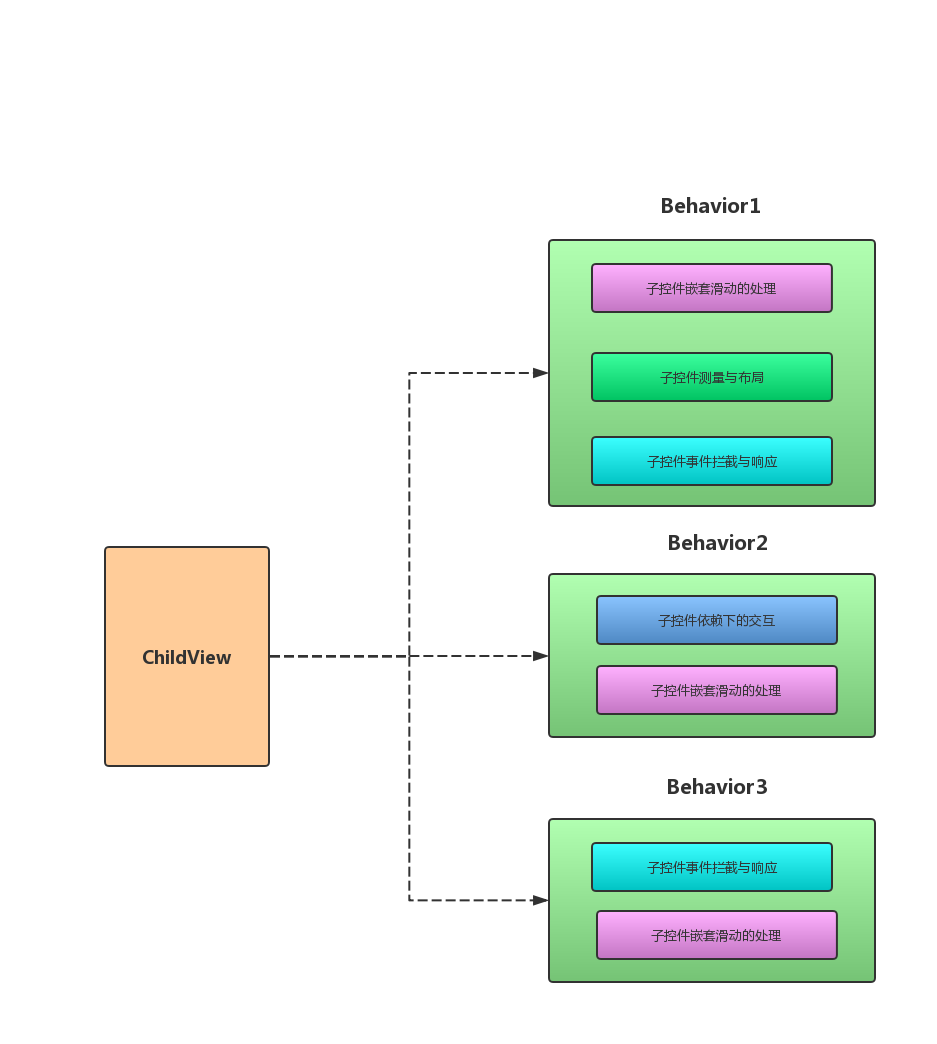 Behavior1
子控件嵌套滑动的处理
子控件测量与布局
子控件事件拦截与响应
Behavior2
子控件依赖下的交互
ChildView
子控件嵌套滑动的处理
Behavior3
子控件事件拦截与响应
子控件嵌套滑动的处理